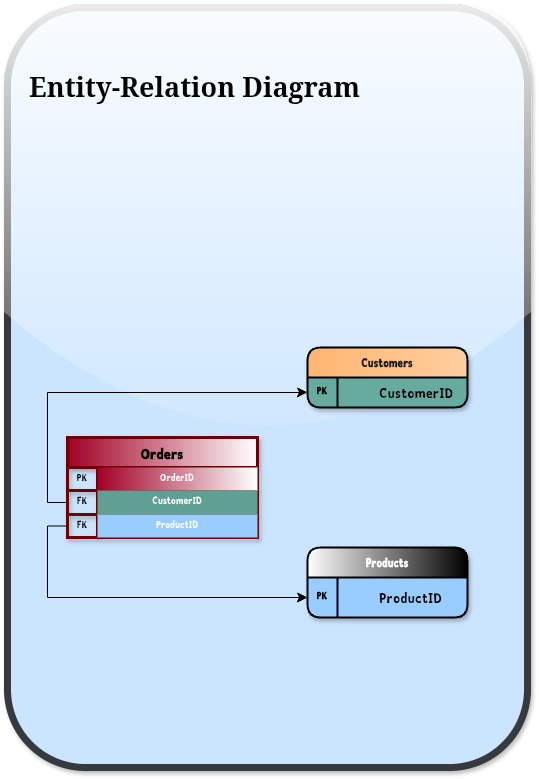 Entity-Relation Diagram
Customers
PK CustomerID
Orders
PK OrderID
FK CustomerID
FK ProductID
Products
PK ProductID